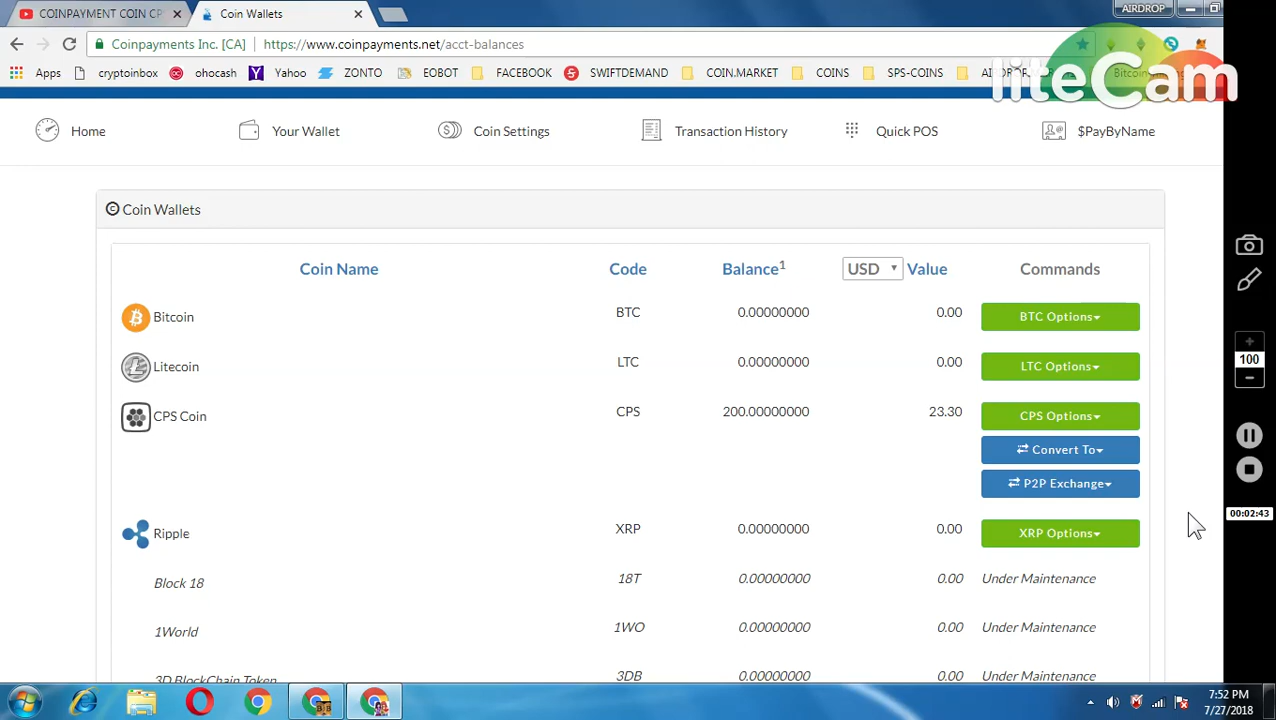 COINPAYMENT COIN CP
Coin Wallets
AIRDROP
Coinpayments Inc. [CA] https://www.coinpayments.net/acct-balances
Apps cryptoinbox ohocash Yahoo ZONTO EOBOT FACEBOOK SWIFTDEMAND COIN.MARKET COINS SPS-COINS
liteCam
Home Your Wallet Coin Settings Transaction History Quick POS $PayByName
Coin Wallets
Coin Name Code Balance1 USD Value Commands
Bitcoin BTC 0.00000000 0.00 BTC Options
Litecoin LTC 0.00000000 0.00 LTC Options
CPS Coin CPS 200.00000000 23.30 CPS Options
Convert To
P2P Exchange
Ripple XRP 0.00000000 0.00 XRP Options
Block 18 18T 0.00000000 0.00 Under Maintenance
1World 1WO 0.00000000 0.00 Under Maintenance
3D BlockChain Token 3DB 0.00000000 0.00 Under Maintenance
100
00:02:43
7:52 PM
7/27/2018